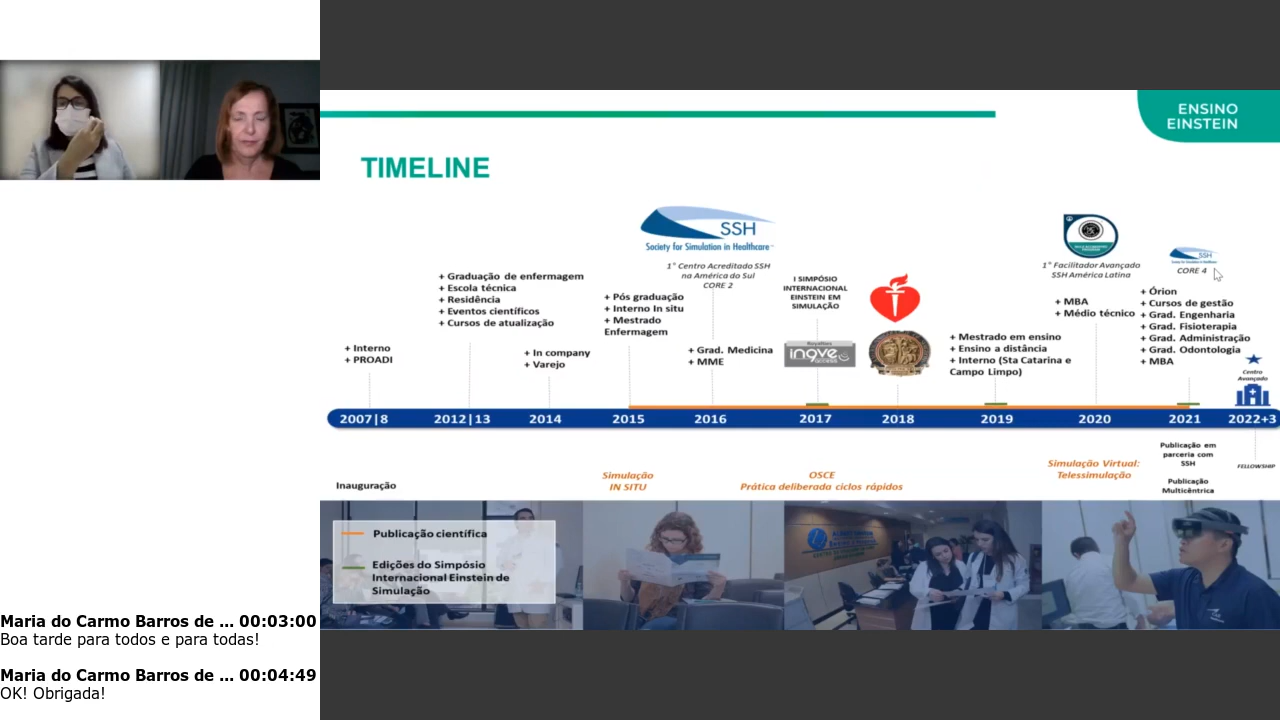 ENSINO
EINSTEIN
TIMELINE
SSH
Society for Simulation in Healthcare
1° Centro Acreditado SSH
na América do Sul
CORE 2
I SIMPÓSIO
INTERNACIONAL
EINSTEIN EM
SIMULAÇÃO
1° Facilitador Avançado
SSH América Latina
CORE 4
+ Graduação de enfermagem
+ Escola técnica
+ Residência
+ Eventos científicos
+ Cursos de atualização
+ Pós graduação
+ Interno In situ
+ Mestrado
Enfermagem
+ MBA
+ Médio técnico
+ Órion
+ Cursos de gestão
+ Grad. Engenharia
+ Grad. Fisioterapia
+ Grad. Administração
+ Grad. Odontologia
+ MBA
+ Interno
+ PROADI
+ In company
+ Varejo
+ Grad. Medicina
+ MME
Royalties
inove
+ Mestrado em ensino
+ Ensino a distância
+ Interno (Sta Catarina e
Campo Limpo)
Centro
Avançado
2007|8
2012|13
2014
2015
2016
2017
2018
2019
2020
2021
2022+3
Inauguração
Simulação
IN SITU
OSCE
Prática deliberada ciclos rápidos
Simulação Virtual:
Telessimulação
Publicação em
parceria com
SSH
Publicação
Multicêntrica
FELLOWSHIP
Publicação científica
Edições do Simpósio
Internacional Einstein de
Simulação
Maria do Carmo Barros de ... 00:03:00
Boa tarde para todos e para todas!
Maria do Carmo Barros de ... 00:04:49
OK! Obrigada!